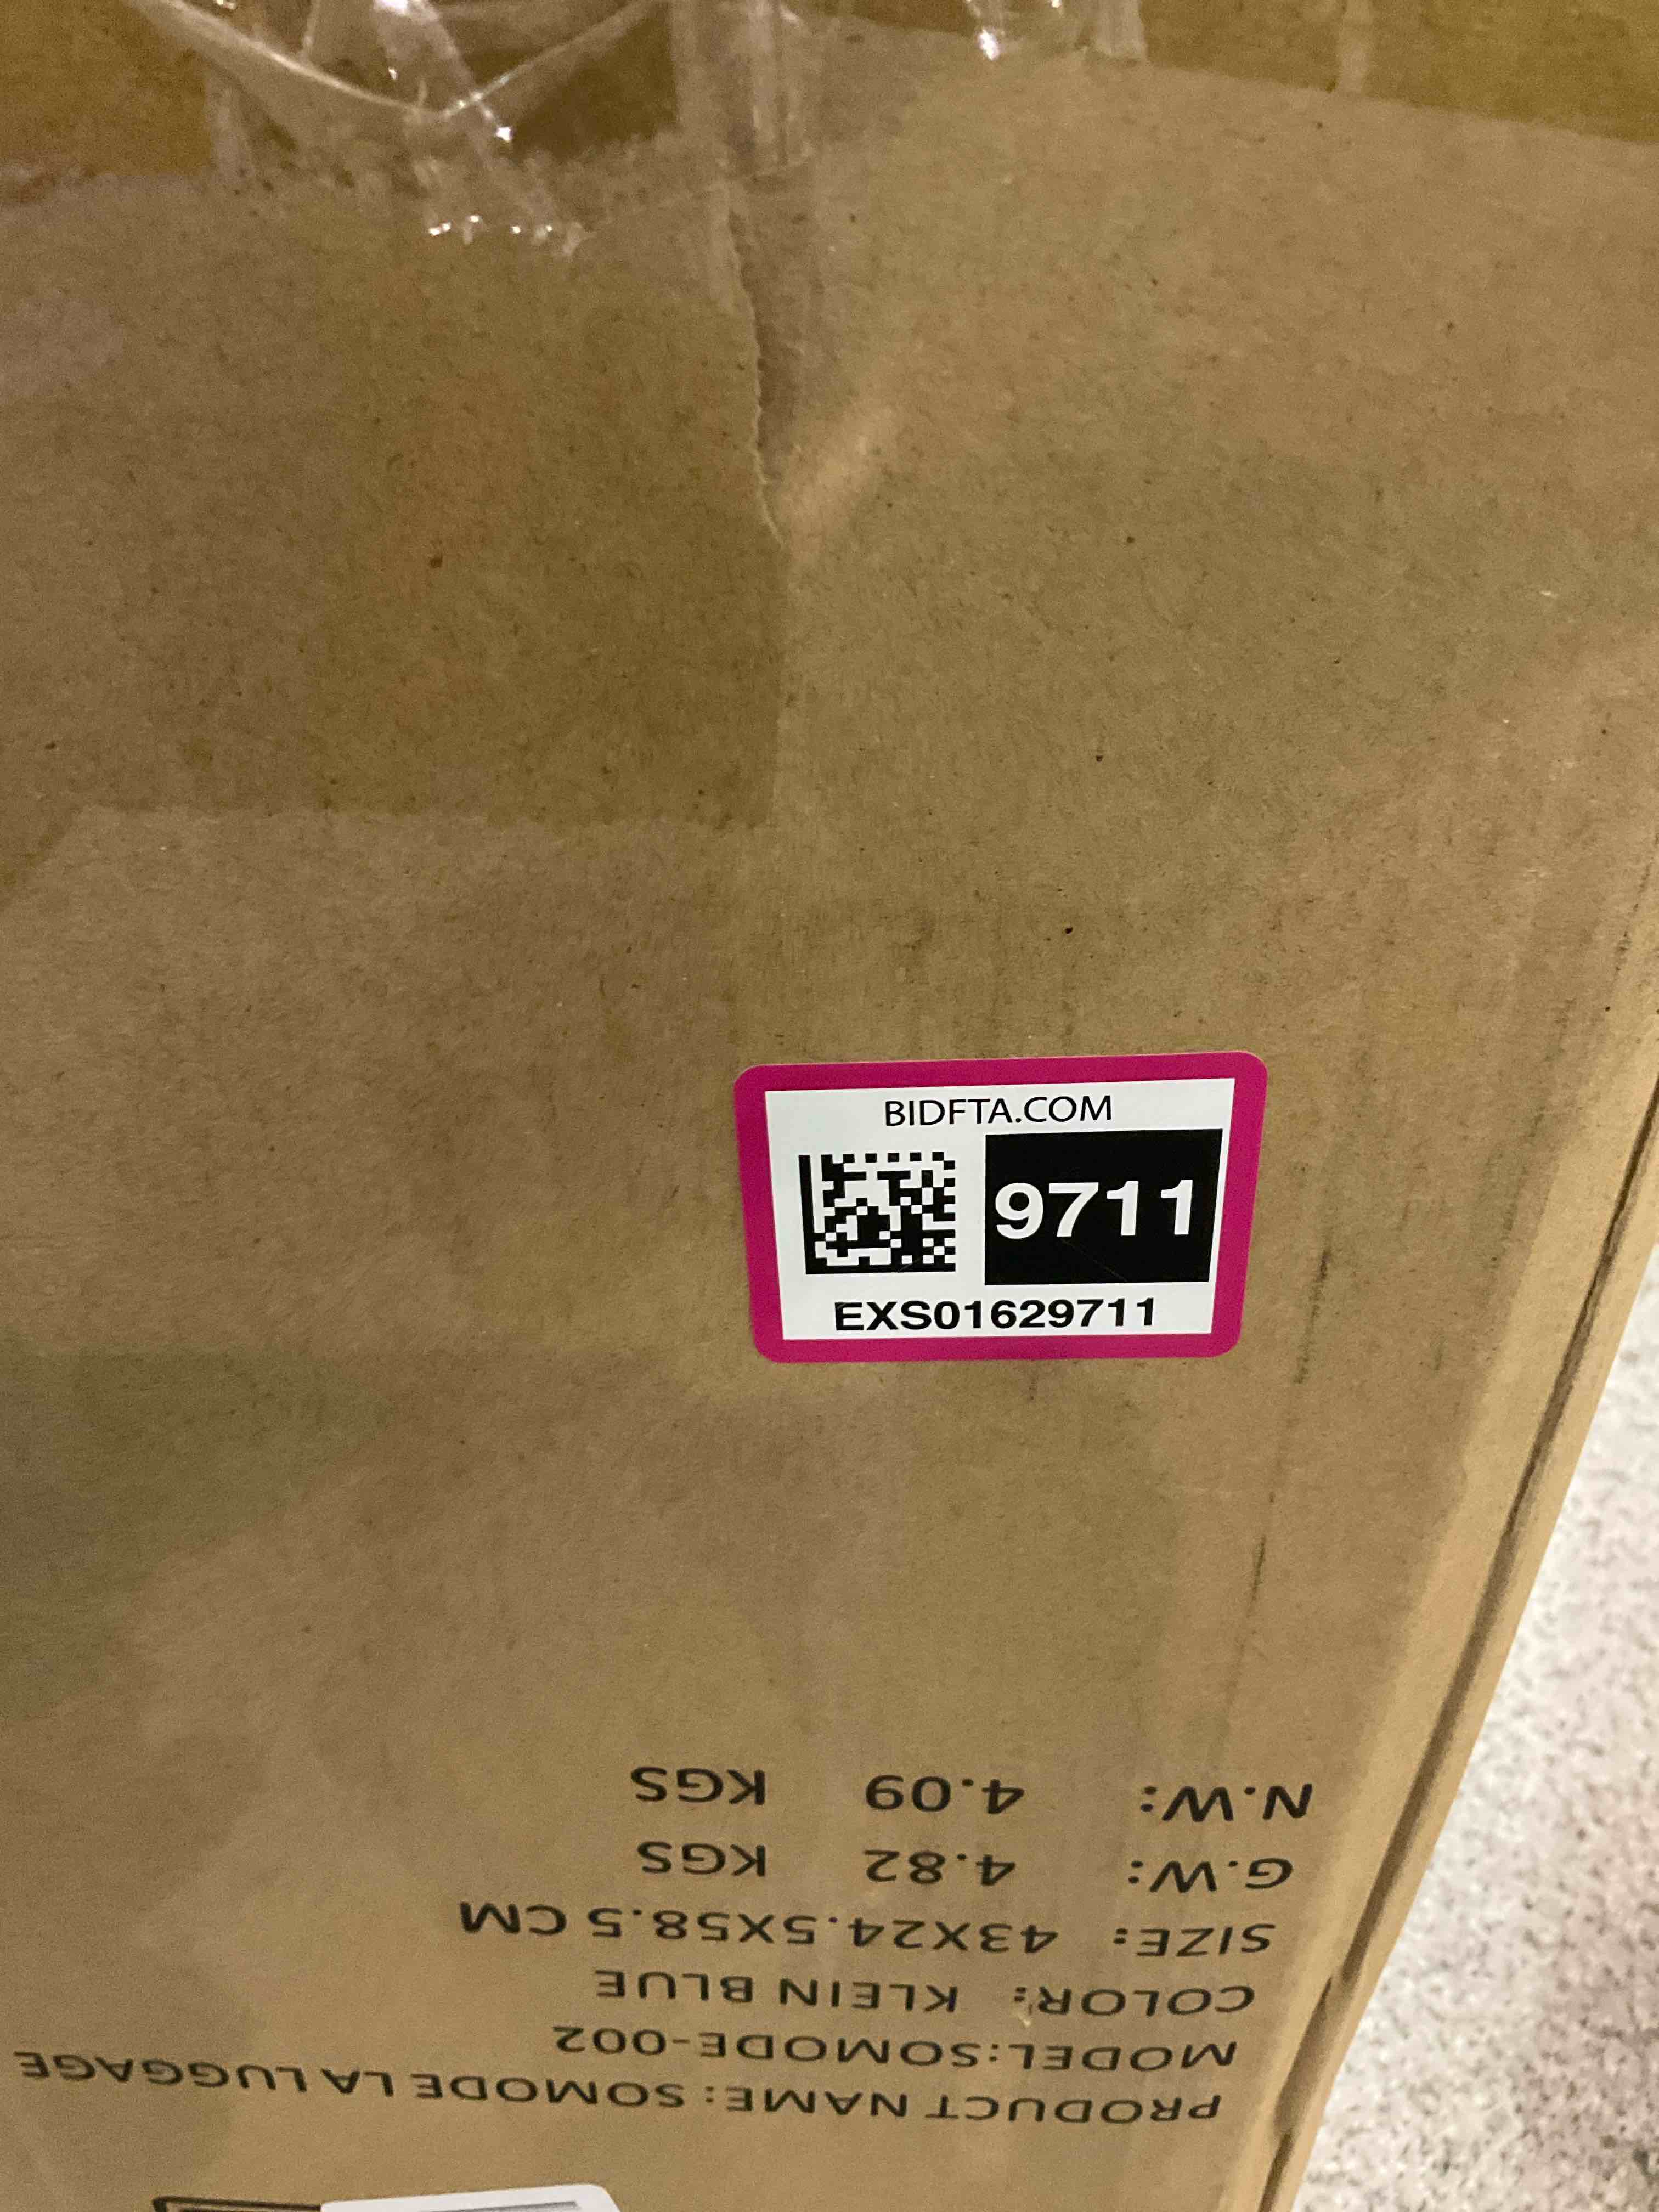 BIDFTA.COM
9711
EXS01629711
PRODUCT NAME: SOMODE LA LUGGAGE
MODEL:SOMODE-002
COLOR: KLEIN BLUE
SIZE: 43X24.5X58.5 CM
G.W: 4.82 KGS
N.W: 4.09 KGS